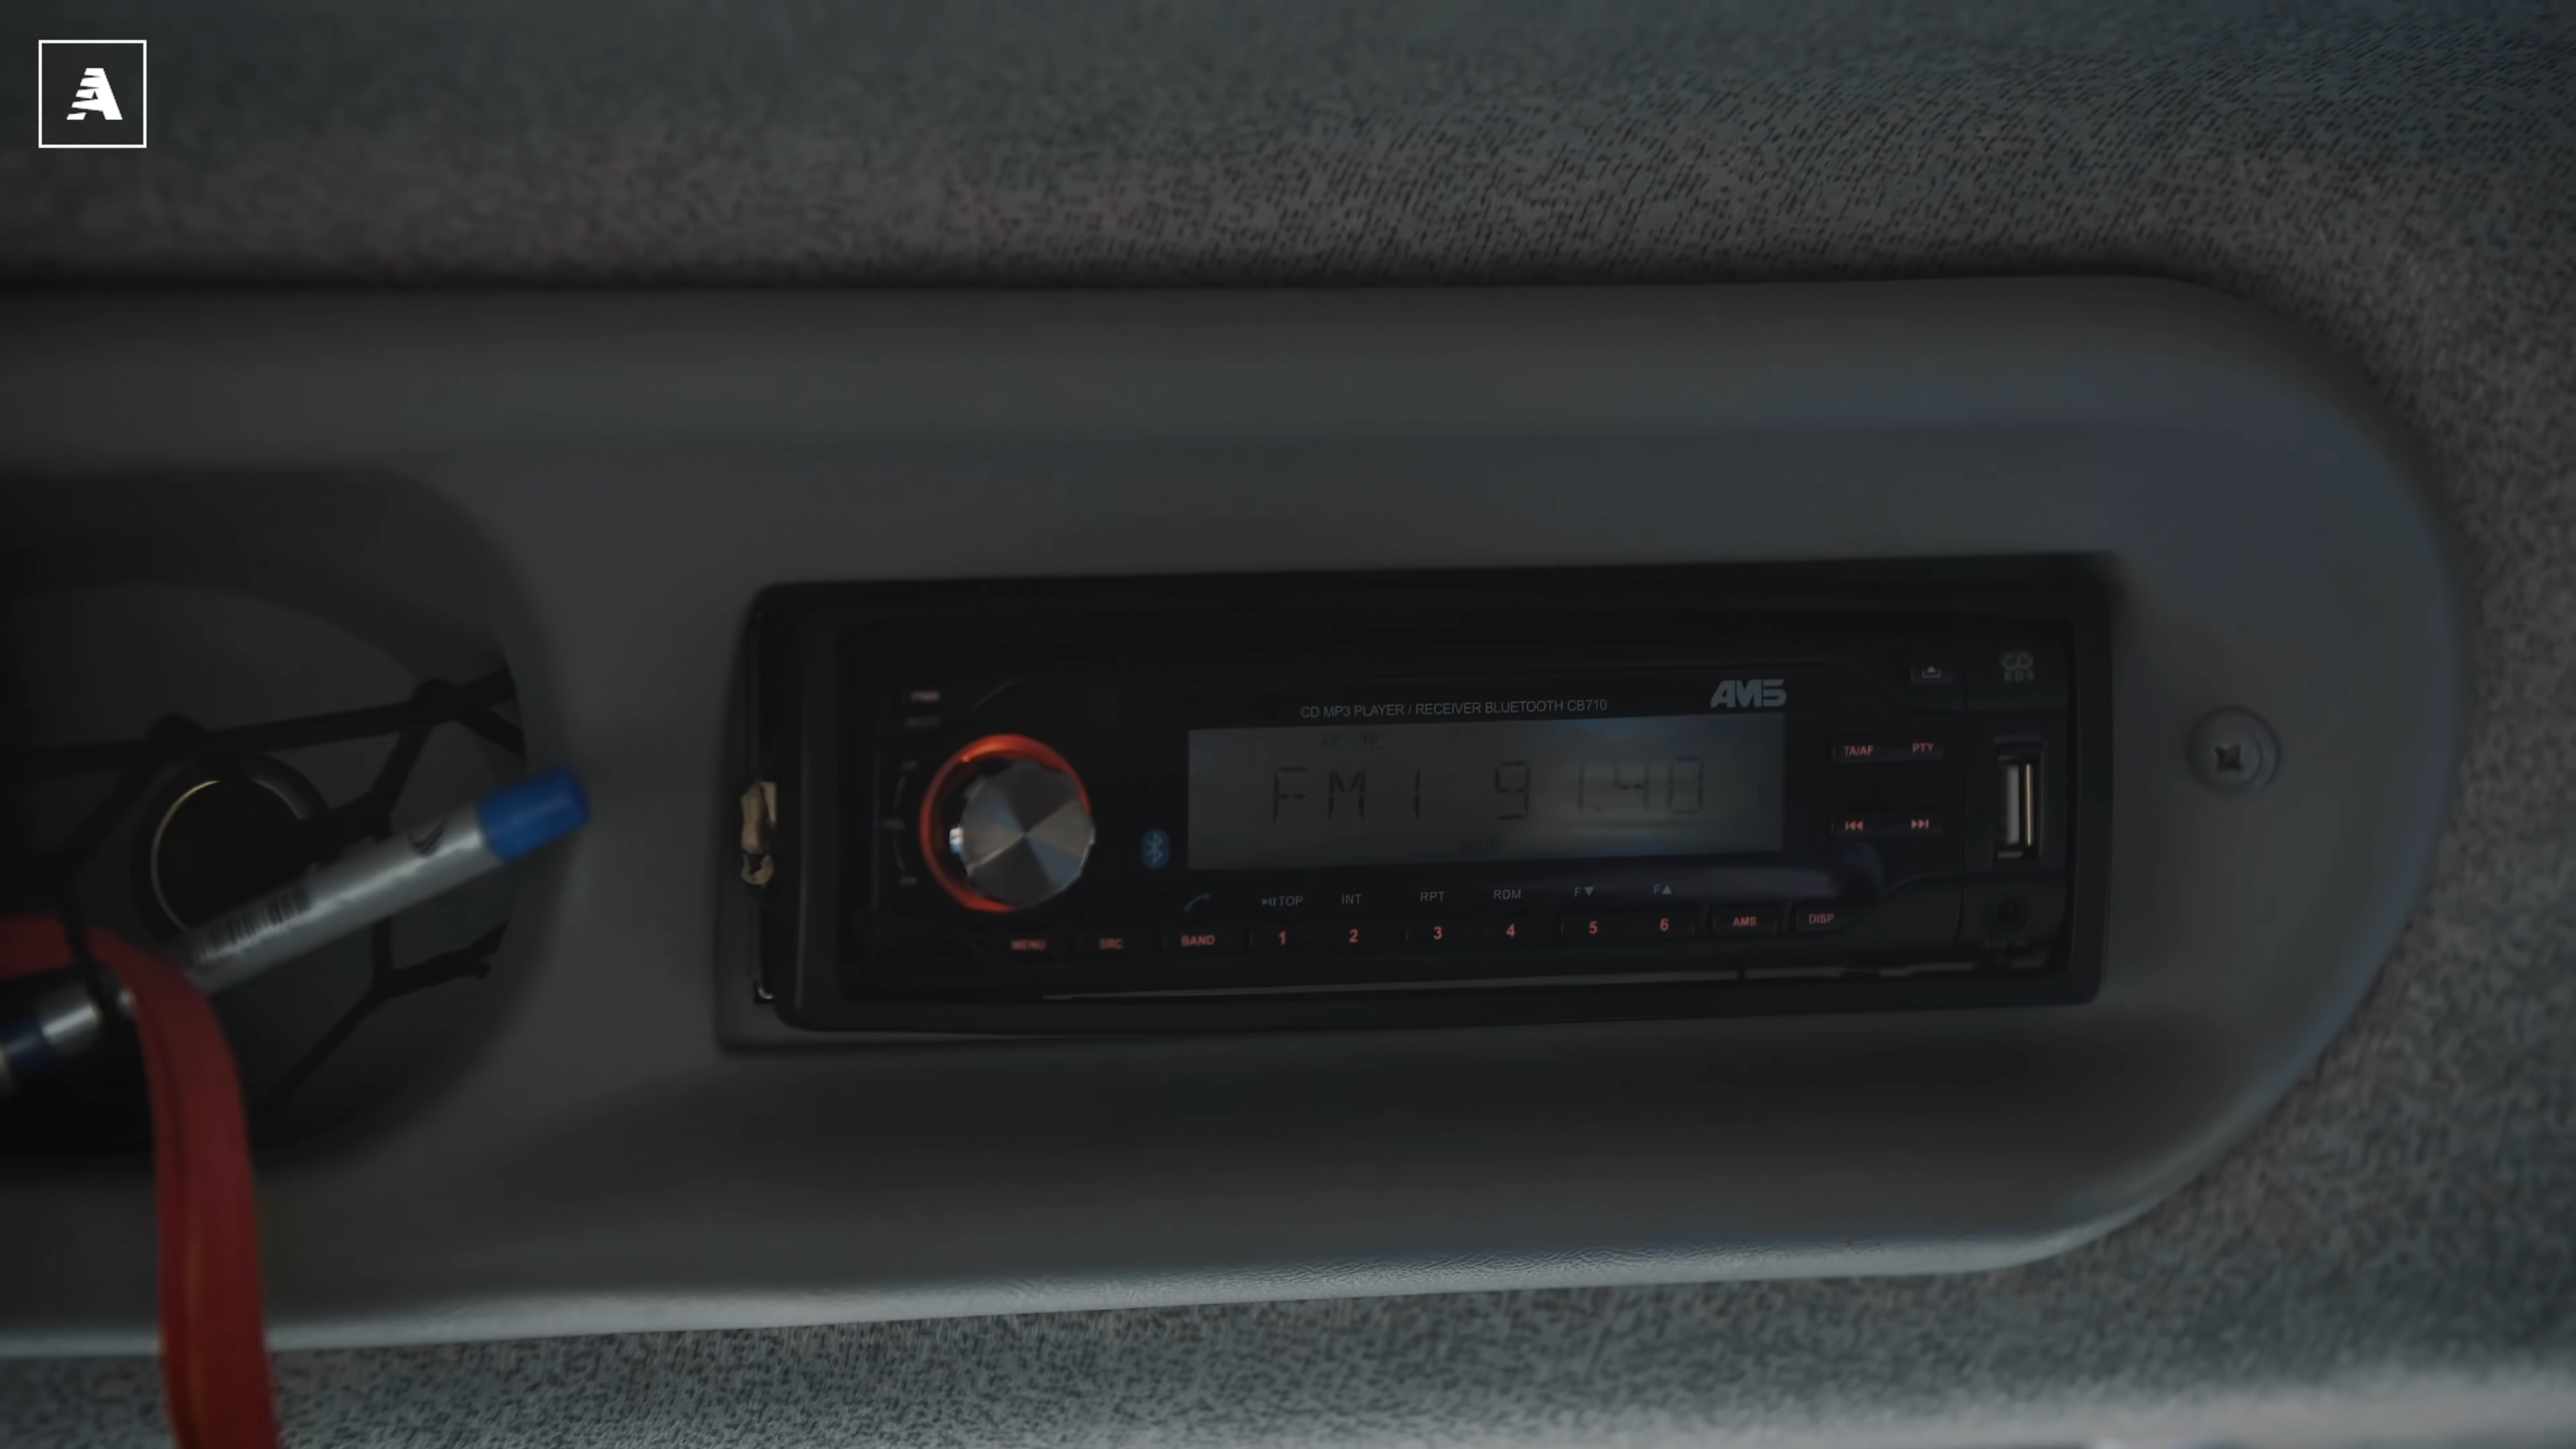 A
CD MP3 PLAYER / RECEIVER BLUETOOTH CB710
AMS
FM1 91.40
TA/AF PTY
TOP INT RPT RDM F▼ F▲
MENU SRC BAND 1 2 3 4 5 6 AMS DISP